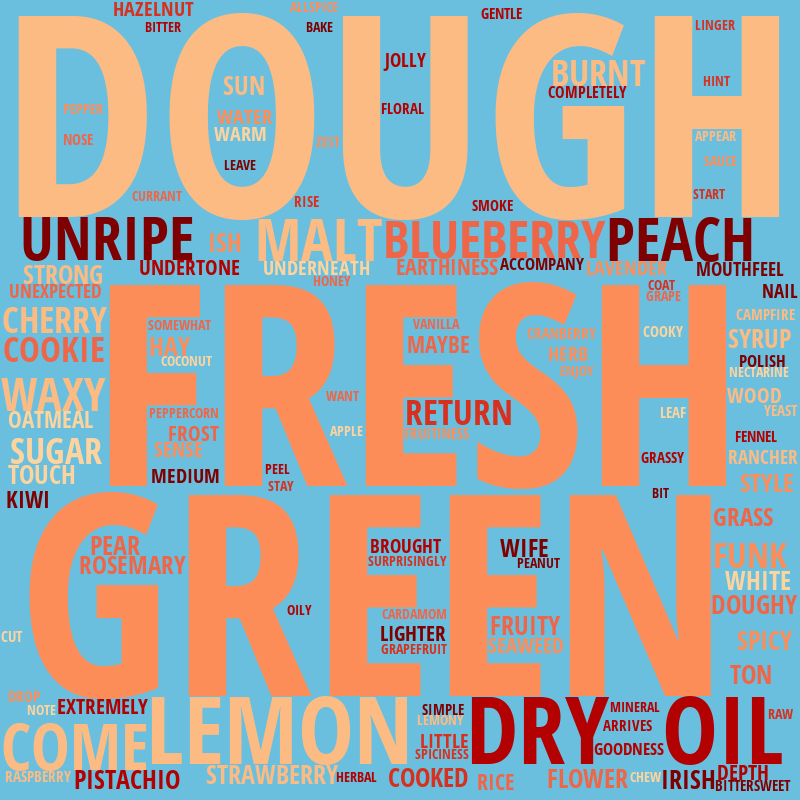 HAZELNUT
ALLSPICE
GENTLE
BITTER
BAKE
LINGER
DOUGH
JOLLY
BURNT
SUN
HINT
COMPLETELY
PEPPER
WATER
FLORAL
WARM
APPEAR
NOSE
LEAVE
SAUCE
CURRANT
RISE
SMOKE
START
UNRIPE
ISH
MALT
BLUEBERRY
PEACH
STRONG
UNDERTONE
UNDERNEATH
EARTHINESS
ACCOMPANY
LAVENDER
MOUTHFEEL
UNEXPECTED
HONEY
COAT
GRAPE
NAIL
FRESH
CHERRY
SOMEWHAT
VANILLA
CRANBERRY
COOKY
CAMPFIRE
COOKIE
HAY
MAYBE
HERB
SYRUP
COCONUT
ENJOY
POLISH
NECTARINE
WAXY
WANT
WOOD
OATMEAL
PEPPERCORN
RETURN
LEAF
YEAST
FROST
APPLE
FRUITINESS
FENNEL
SUGAR
SENSE
GRASSY
RANCHER
TOUCH
MEDIUM
PEEL
STYLE
STAY
KIWI
BIT
GREEN
GRASS
PEAR
BROUGHT
WIFE
FUNK
ROSEMARY
SURPRISINGLY
PEANUT
WHITE
OILY
CARDAMOM
DOUGHY
LIGHTER
FRUITY
CUT
GRAPEFRUIT
SEAWEED
SPICY
TON
DROP
NOTE
EXTREMELY
LEMON
SIMPLE
DRY
MINERAL
OIL
RAW
LEMONY
ARRIVES
COME
LITTLE
SPICINESS
GOODNESS
RASPBERRY
PISTACHIO
STRAWBERRY
HERBAL
COOKED
RICE
FLOWER
CHEW
IRISH
DEPTH
BITTERSWEET